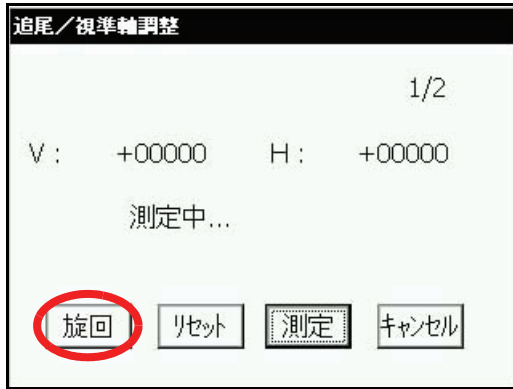 追尾／視準軸調整
1/2
V : +00000 H : +00000
測定中...
旋回 リセット 測定 キャンセル